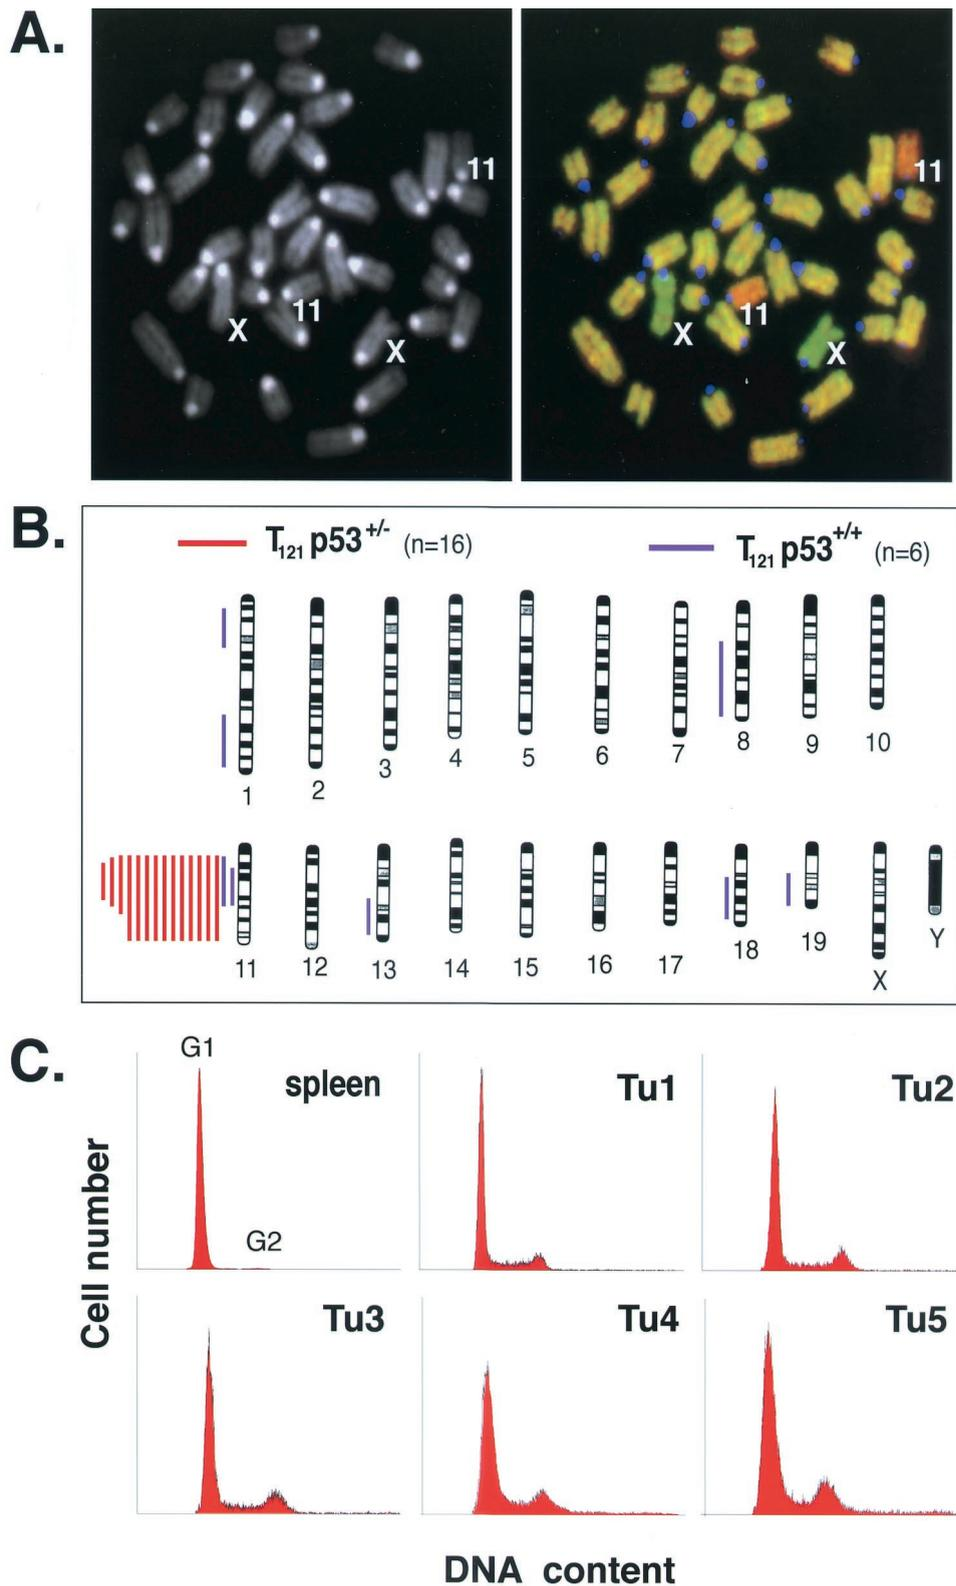 A.
11
11
X
X
11
11
X
X
B.
T121 p53+/- (n=16)
T121 p53+/+ (n=6)
1 2 3 4 5 6 7 8 9 10
11 12 13 14 15 16 17 18 19 X Y
C.
G1
spleen
G2
Tu1
Tu2
Cell number
Tu3
Tu4
Tu5
DNA content